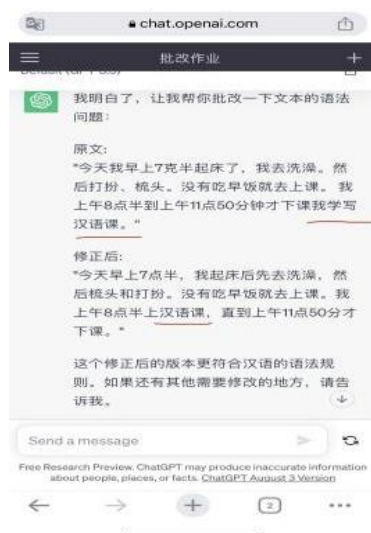 chat.openai.com
批改作业
我明白了，让我帮你批改一下文本的语法
问题：
原文：
"今天我早上7克半起床了，我去洗澡。然
后打扮、梳头。没有吃早饭就去上课。 我
上午8点半到上午11点50分钟才下课我学写
汉语课。"
修正后：
"今天早上7点半，我起床后先去洗澡，然
后梳头和打扮。没有吃早饭就去上课。我
上午8点半上汉语课，直到上午11点50分才
下课。"
这个修正后的版本更符合汉语的语法规
则。如果还有其他需要修改的地方，请告
诉我。
Send a message
Free Research Preview. ChatGPT may produce inaccurate information
about people, places, or facts. ChatGPT August 3 Version
2